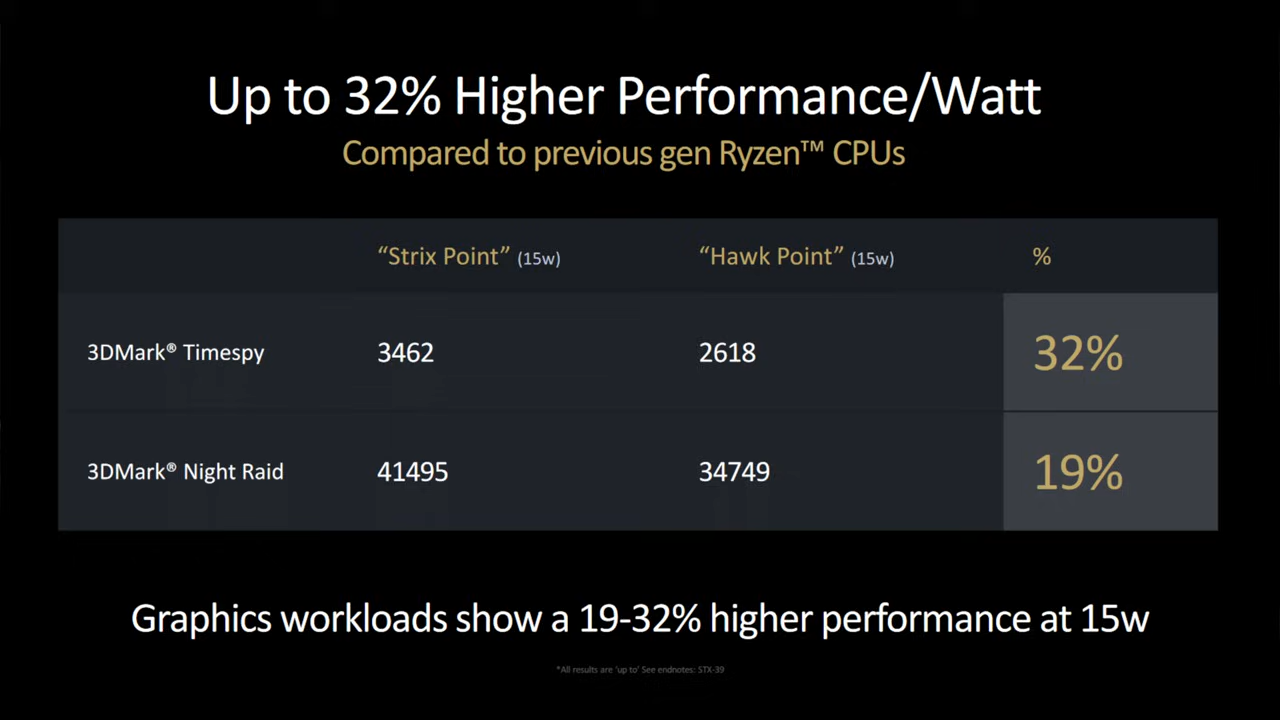 Up to 32% Higher Performance/Watt
Compared to previous gen Ryzen™ CPUs
“Strix Point” (15w) “Hawk Point” (15w) %
3DMark® Timespy 3462 2618 32%
3DMark® Night Raid 41495 34749 19%
Graphics workloads show a 19-32% higher performance at 15w
*All results are 'up to' See endnotes: STX-39